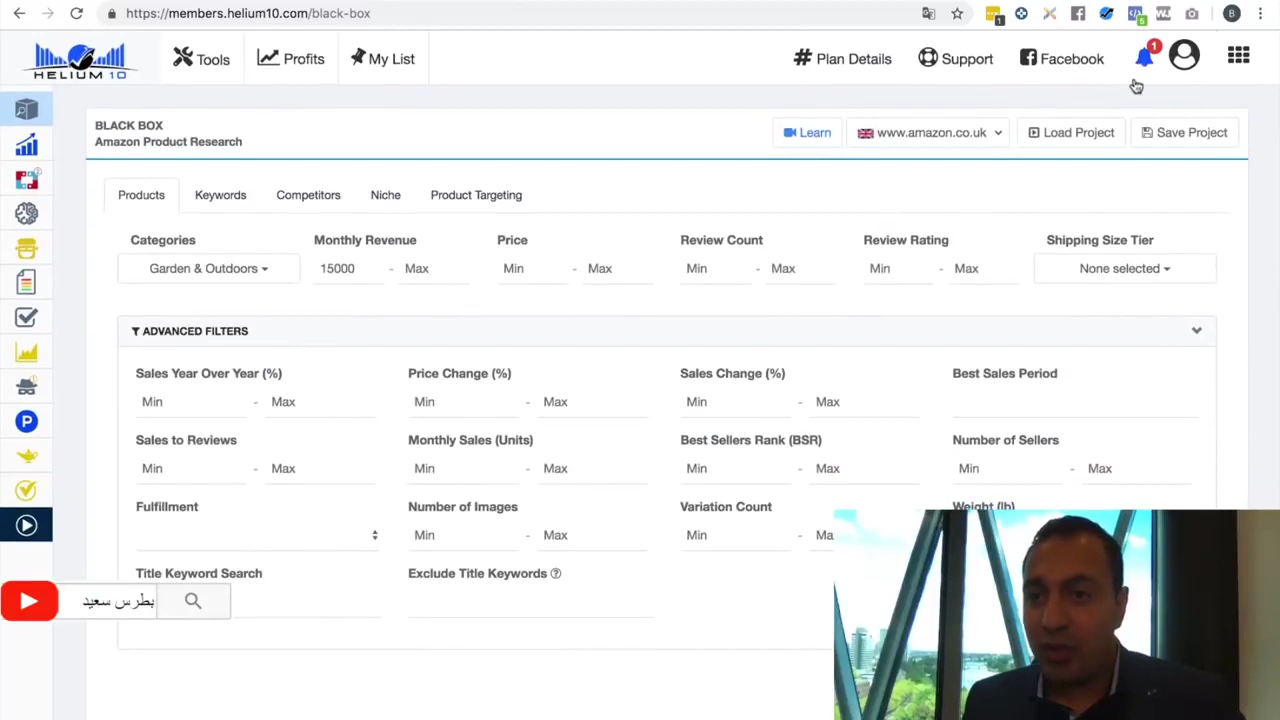 https://members.helium10.com/black-box
1
5
B
HELIUM 10
Tools
Profits
My List
Plan Details
Support
Facebook
1
BLACK BOX
Amazon Product Research
Learn
www.amazon.co.uk
Load Project
Save Project
Products
Keywords
Competitors
Niche
Product Targeting
Categories
Monthly Revenue
Price
Review Count
Review Rating
Shipping Size Tier
Garden & Outdoors
15000 - Max
Min - Max
Min - Max
Min - Max
None selected
ADVANCED FILTERS
Sales Year Over Year (%)
Price Change (%)
Sales Change (%)
Best Sales Period
Min - Max
Min - Max
Min - Max
Sales to Reviews
Monthly Sales (Units)
Best Sellers Rank (BSR)
Number of Sellers
Min - Max
Min - Max
Min - Max
Min - Max
Fulfillment
Number of Images
Variation Count
Weight (lb)
Min - Max
Min - Ma
Title Keyword Search
Exclude Title Keywords
بطرس سعيد